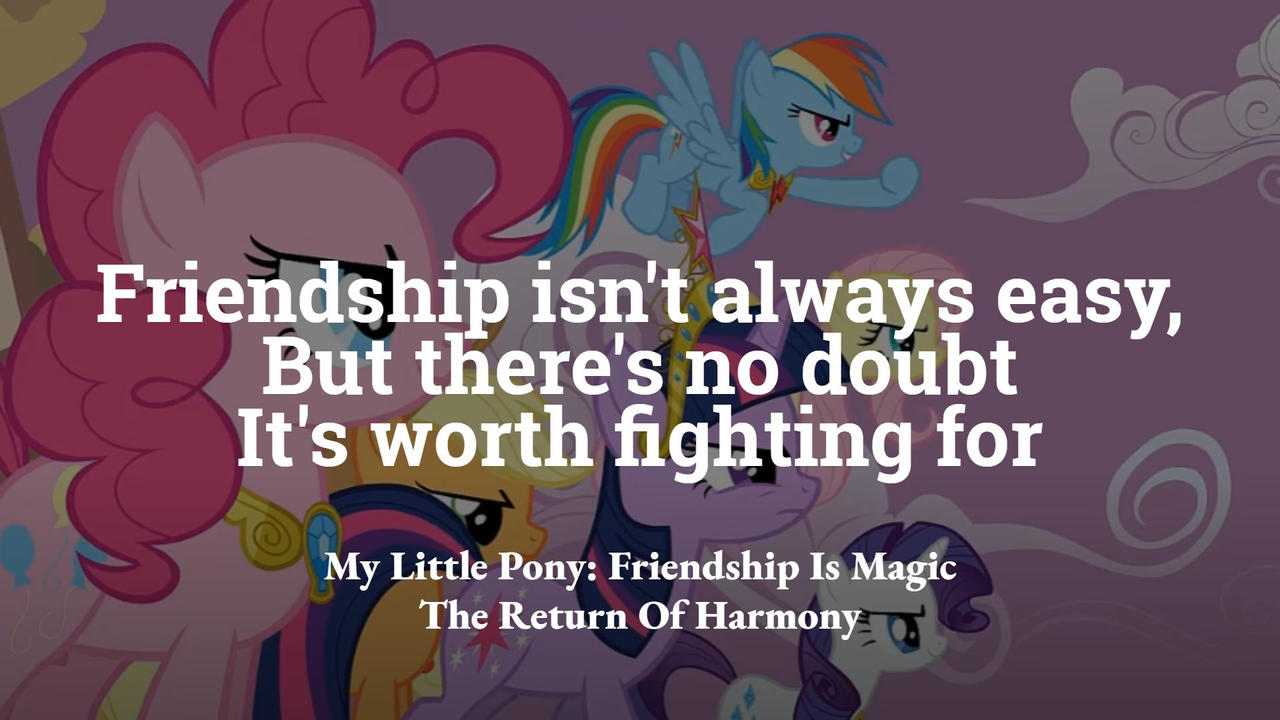 Friendship isn't always easy,
But there's no doubt
It's worth fighting for
My Little Pony: Friendship Is Magic
The Return Of Harmony